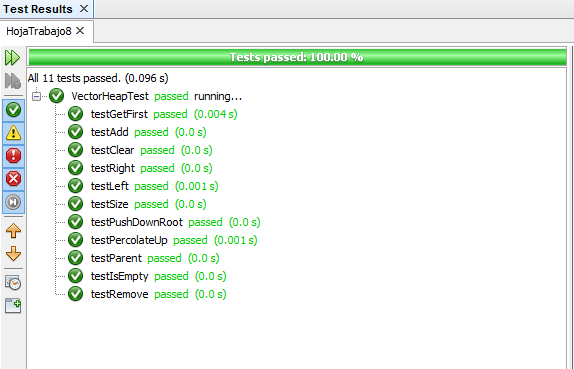 Test Results
HojaTrabajo8
Tests passed: 100.00 %
All 11 tests passed. (0.096 s)
VectorHeapTest passed running...
testGetFirst passed (0.004 s)
testAdd passed (0.0 s)
testClear passed (0.0 s)
testRight passed (0.0 s)
testLeft passed (0.001 s)
testSize passed (0.0 s)
testPushDownRoot passed (0.0 s)
testPercolateUp passed (0.001 s)
testParent passed (0.0 s)
testIsEmpty passed (0.0 s)
testRemove passed (0.0 s)